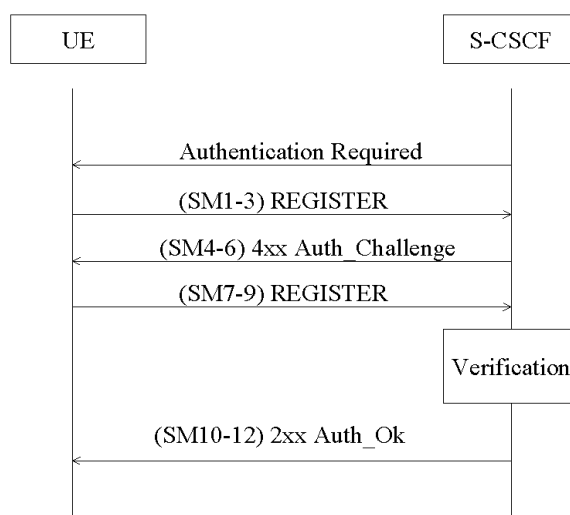 UE
S-CSCF
Authentication Required
(SM1-3) REGISTER
(SM4-6) 4xx Auth_Challenge
(SM7-9) REGISTER
Verification
(SM10-12) 2xx Auth_Ok